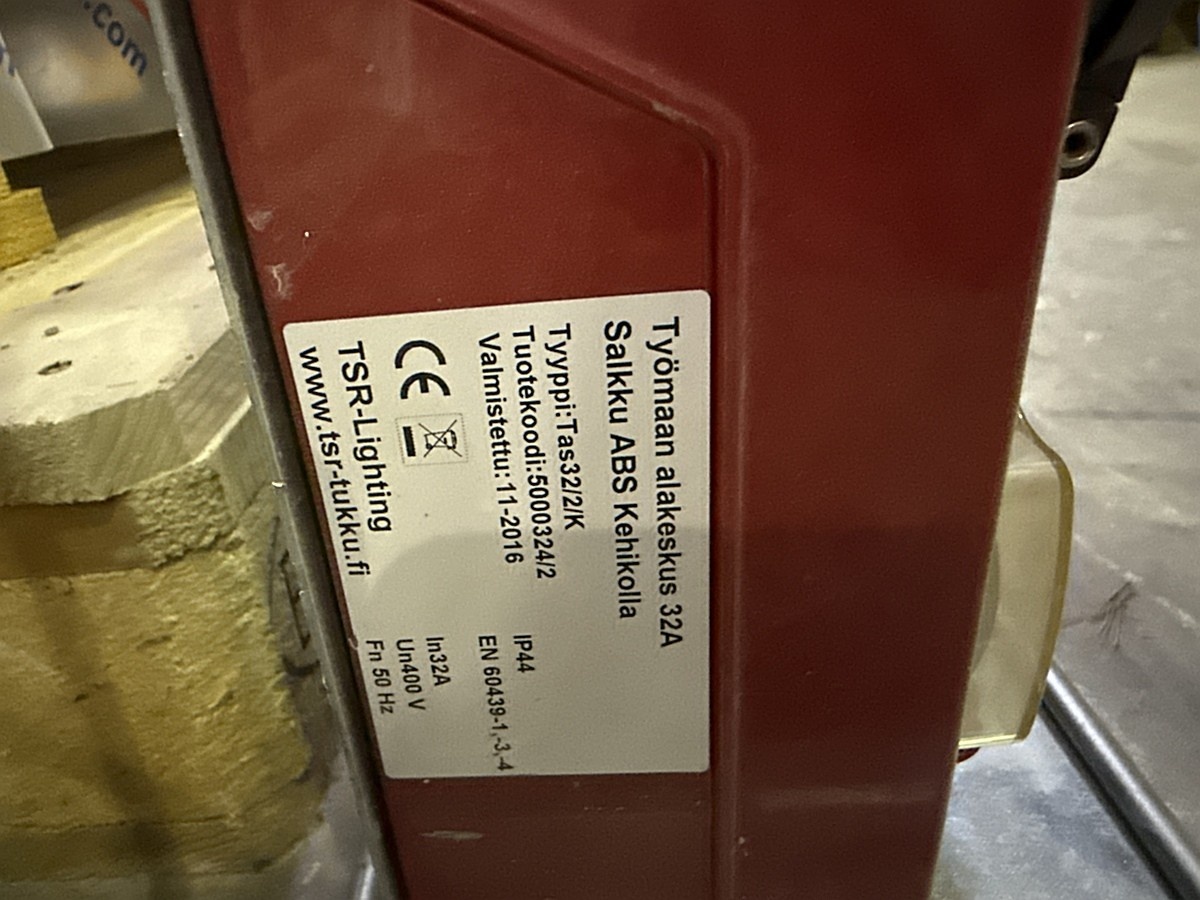 .com
Työmaan alakeskus 32A
Salkku ABS Kehikolla
Tyyppi:Tas32/2/K
Tuotekoodi:5000324/2
Valmistettu:11-2016
IP44
EN 60439-1,-3,-4
In32A
Un400 V
Fn 50 Hz
CE
TSR-Lighting
www.tsr-tukku.fi